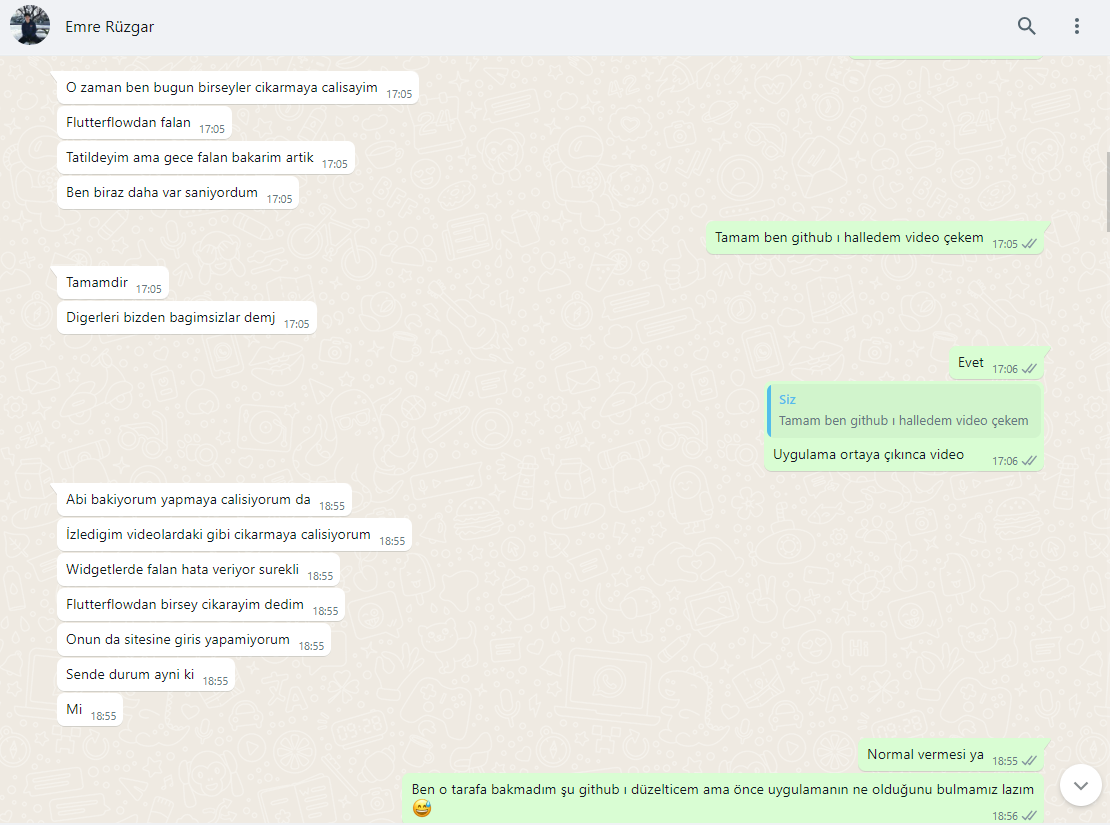 Emre Rüzgar
O zaman ben bugun birseyler cikarmaya calisayim 17:05
Flutterflowdan falan 17:05
Tatildeyim ama gece falan bakarim artik 17:05
Ben biraz daha var saniyordum 17:05
Tamam ben github ı halledem video çekem 17:05
Tamamdir 17:05
Digerleri bizden bagimsizlar demj 17:05
Evet 17:06
Siz
Tamam ben github ı halledem video çekem
Uygulama ortaya çıkınca video 17:06
Abi bakiyorum yapmaya calisiyorum da 18:55
İzledigim videolardaki gibi cikarmaya calisiyorum 18:55
Widgetlerde falan hata veriyor surekli 18:55
Flutterflowdan birsey cikarayim dedim 18:55
Onun da sitesine giris yapamiyorum 18:55
Sende durum ayni ki 18:55
Mi 18:55
Normal vermesi ya 18:55
Ben o tarafa bakmadım şu github ı düzelticem ama önce uygulamanın ne olduğunu bulmamız lazım
😅 18:56